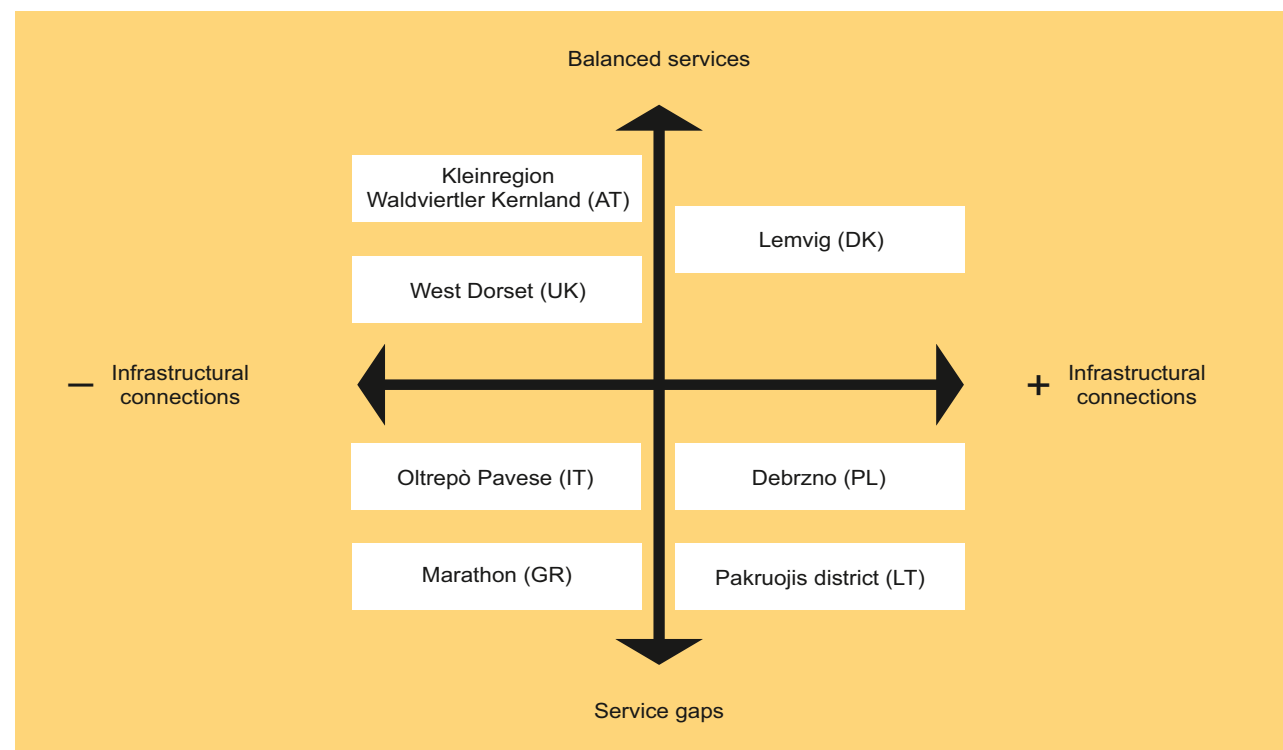 Balanced services
Kleinregion
Waldviertler Kernland (AT)
Lemvig (DK)
West Dorset (UK)
– Infrastructural
connections
+ Infrastructural
connections
Oltrepò Pavese (IT)
Debrzno (PL)
Marathon (GR)
Pakruojis district (LT)
Service gaps